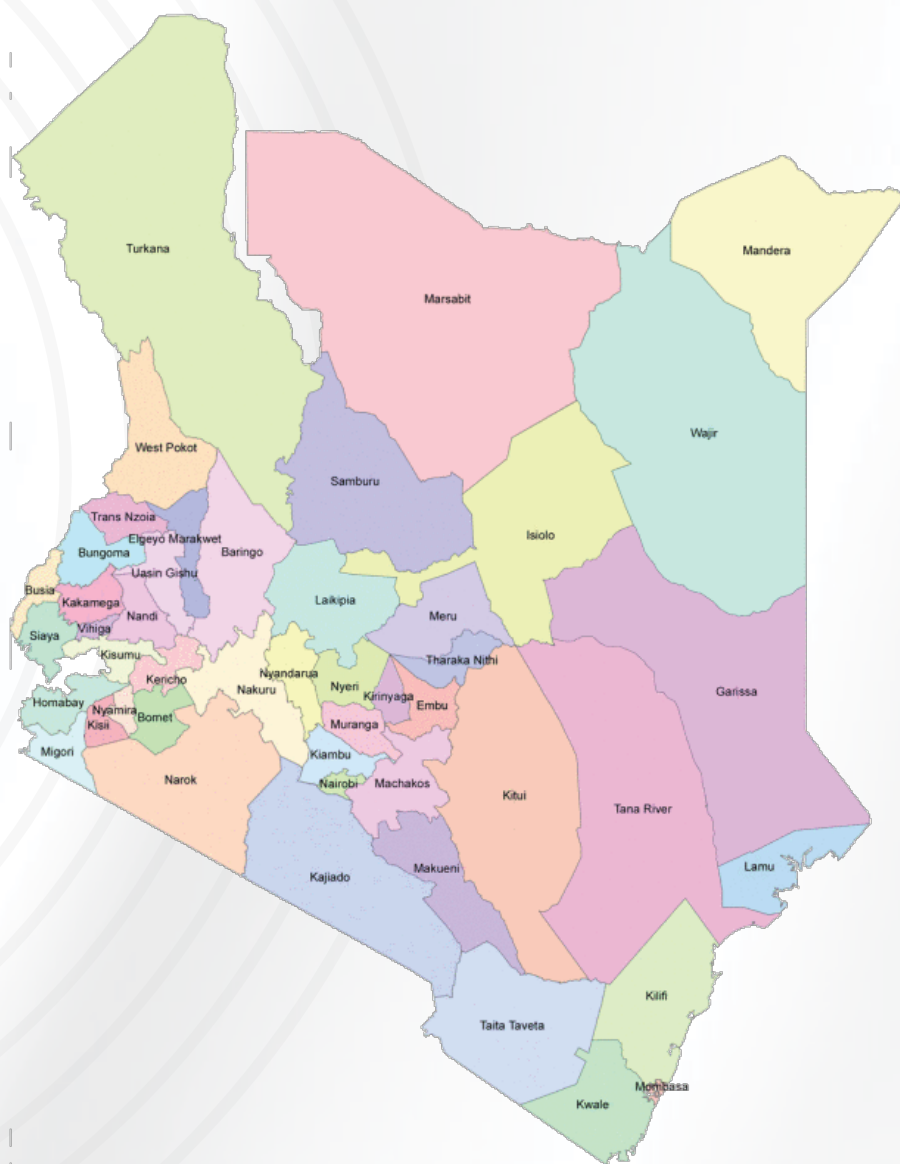 Turkana
Mandera
Marsabit
Wajir
West Pokot
Samburu
Trans Nzoia
Isiolo
Elgeyo Marakwet
Bungoma
Baringo
Uasin Gishu
Busia
Kakamega
Laikipia
Nandi
Meru
Vihiga
Siaya
Kisumu
Tharaka Nithi
Nyandarua
Kericho
Nyeri
Nakuru
Garissa
Kirinyaga
Homabay
Embu
Nyamira
Bomet
Kisii
Muranga
Migori
Kiambu
Narok
Nairobi
Machakos
Kitui
Tana River
Makueni
Lamu
Kajiado
Kilifi
Taita Taveta
Mombasa
Kwale